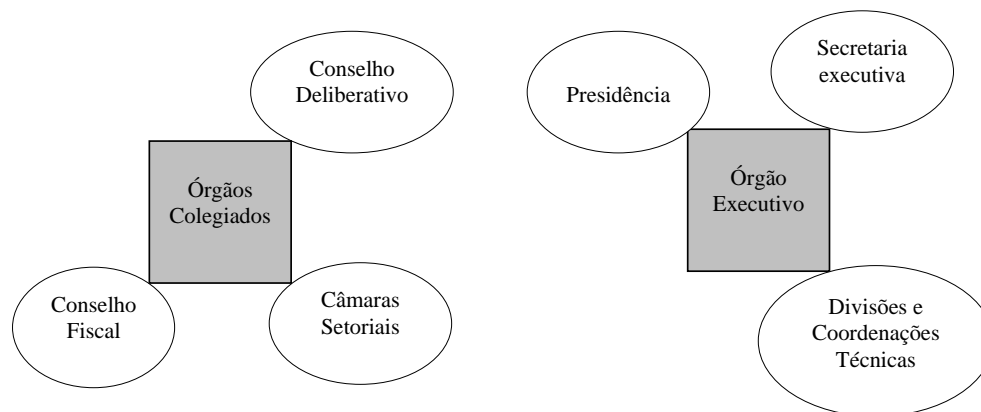 Conselho
Deliberativo
Órgãos
Colegiados
Conselho
Fiscal
Câmaras
Setoriais
Presidência
Secretaria
executiva
Órgão
Executivo
Divisões e
Coordenações
Técnicas